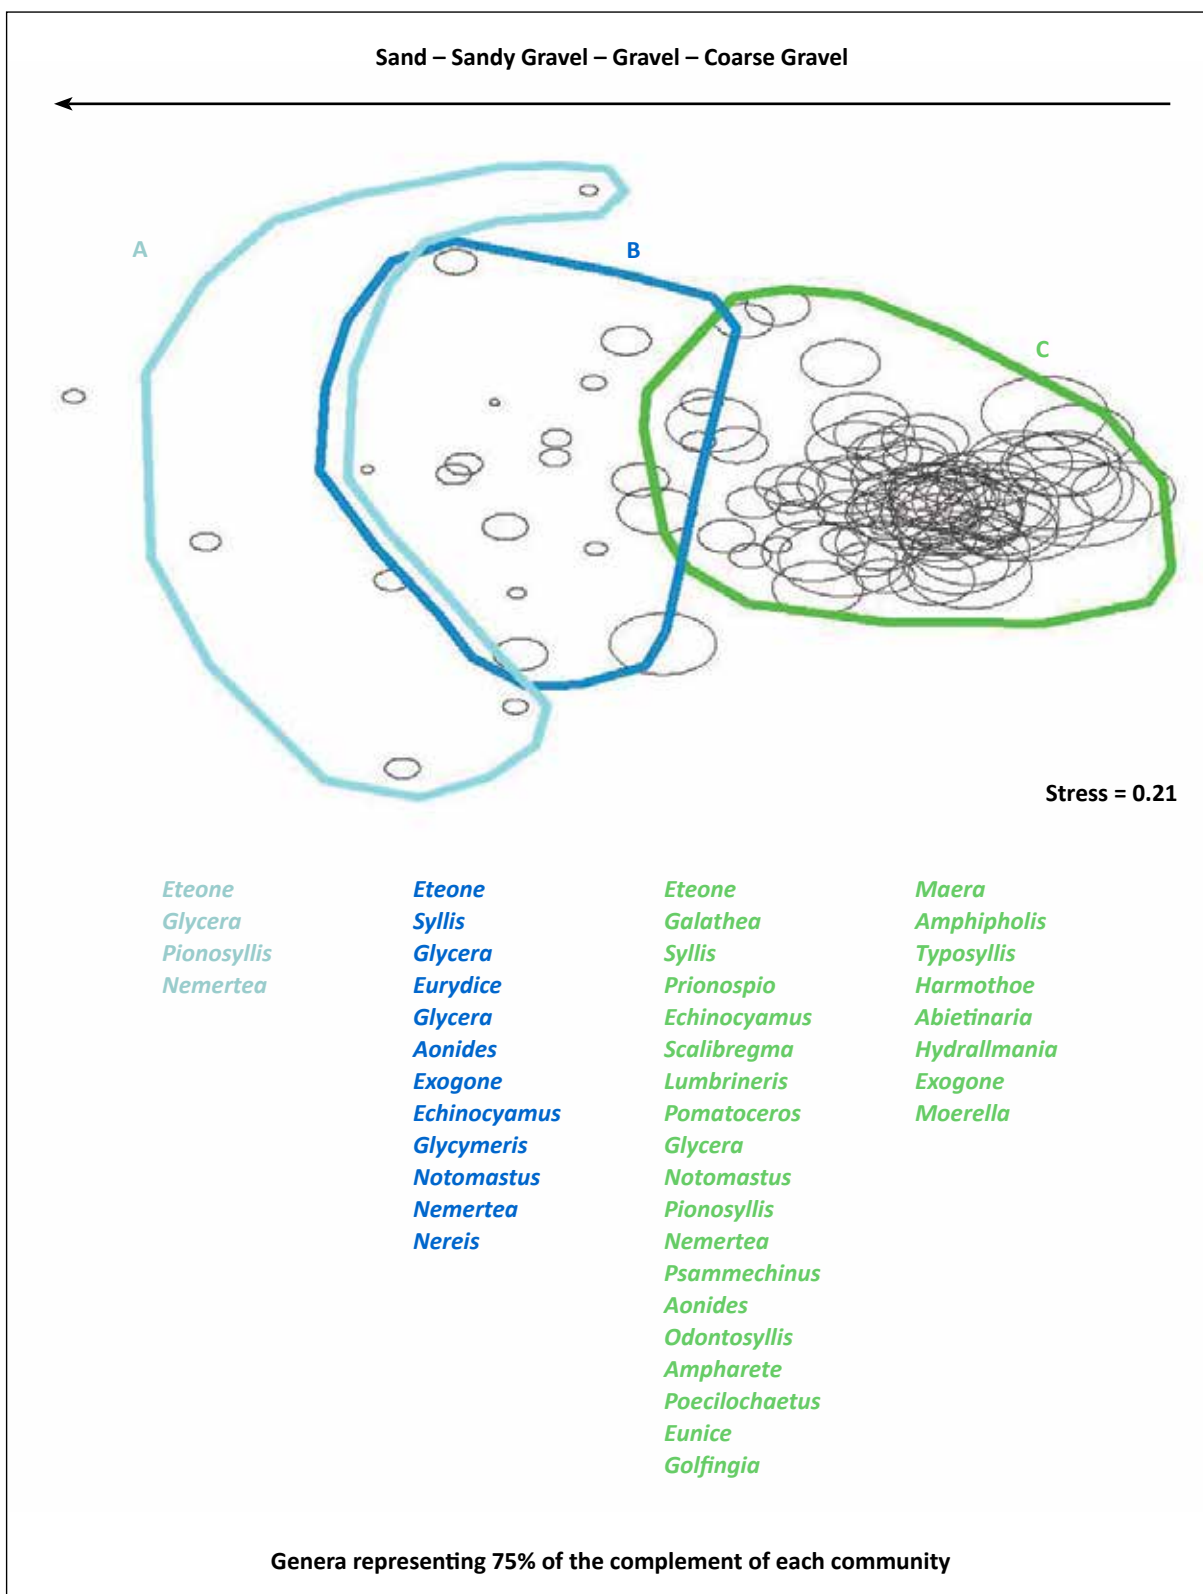 Sand – Sandy Gravel – Gravel – Coarse Gravel
A
B
C
Stress = 0.21
Eteone
Glycera
Pionosyllis
Nemertea
Eteone
Syllis
Glycera
Eurydice
Glycera
Aonides
Exogone
Echinocyamus
Glycymeris
Notomastus
Nemertea
Nereis
Eteone
Galathea
Syllis
Prionospio
Echinocyamus
Scalibregma
Lumbrineris
Pomatoceros
Glycera
Notomastus
Pionosyllis
Nemertea
Psammechinus
Aonides
Odontosyllis
Ampharete
Poecilochaetus
Eunice
Golfingia
Maera
Amphipholis
Typosyllis
Harmothoe
Abietinaria
Hydrallmania
Exogone
Moerella
Genera representing 75% of the complement of each community